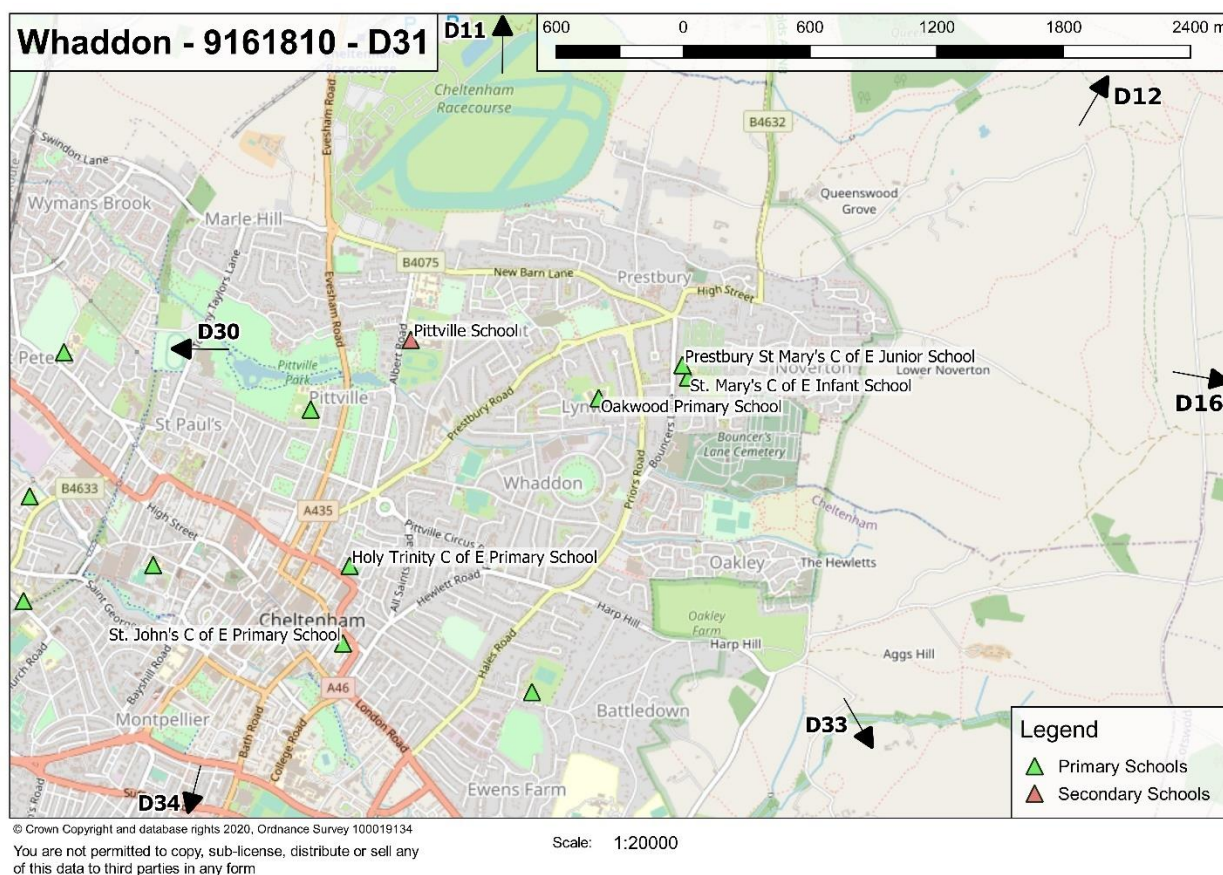 Whaddon - 9161810 - D31
D11
600 0 600 1200 1800 2400 m
D12
Cheltenham
Racecourse
Evesham Road
B4632
Swindon Lane
Wymans Brook
Marle Hill
Queenswood
Grove
B4075
New Barn Lane
Prestbury
High Street
Tommy Taylors Lane
Evesham Road
D30
Pittville School
Albert Road
Pittville
Park
Pittville
Prestbury St Mary's C of E Junior School
Noverton
Lower Noverton
St. Mary's C of E Infant School
Oakwood Primary School
D16
St Paul's
Prestbury Road
Bouncer's
Lane Cemetery
Priors Road
Whaddon
B4633
High Street
A435
Pittville Circus
Cheltenham
Holy Trinity C of E Primary School
Oakley
The Hewletts
All Saints
Hewlett Road
Harp Hill
Cheltenham
Oakley
Farm
St. John's C of E Primary School
Harp Hill
Aggs Hill
Bayshill Road
Hales Road
A46
Montpellier
Battledown
London Road
Bath Road
College Road
D33
D34
Ewens Farm
Legend
Primary Schools
Secondary Schools
© Crown Copyright and database rights 2020, Ordnance Survey 100019134
You are not permitted to copy, sub-license, distribute or sell any
of this data to third parties in any form
Scale: 1:20000